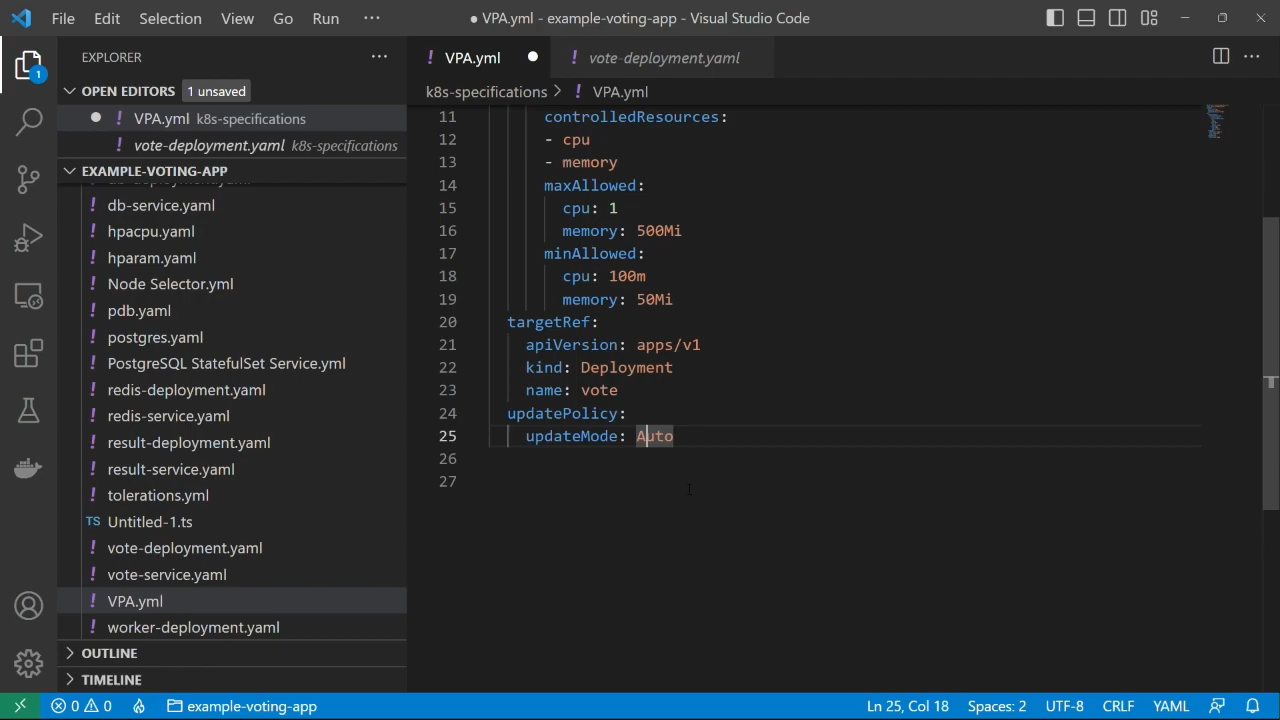 File Edit Selection View Go Run ··· ● VPA.yml - example-voting-app - Visual Studio Code
EXPLORER ···
OPEN EDITORS 1 unsaved
! VPA.yml k8s-specifications
! vote-deployment.yaml k8s-specifications
EXAMPLE-VOTING-APP
! db-deployment.yaml
! db-service.yaml
! hpacpu.yaml
! hparam.yaml
! Node Selector.yml
! pdb.yaml
! postgres.yaml
! PostgreSQL StatefulSet Service.yml
! redis-deployment.yaml
! redis-service.yaml
! result-deployment.yaml
! result-service.yaml
! tolerations.yml
TS Untitled-1.ts
! vote-deployment.yaml
! vote-service.yaml
! VPA.yml
! worker-deployment.yaml
OUTLINE
TIMELINE
1
! VPA.yml ● ! vote-deployment.yaml ···
k8s-specifications > ! VPA.yml
11 controlledResources:
12 - cpu
13 - memory
14 maxAllowed:
15 cpu: 1
16 memory: 500Mi
17 minAllowed:
18 cpu: 100m
19 memory: 50Mi
20 targetRef:
21 apiVersion: apps/v1
22 kind: Deployment
23 name: vote
24 updatePolicy:
25 updateMode: Auto
26
27
0 0 example-voting-app Ln 25, Col 18 Spaces: 2 UTF-8 CRLF YAML